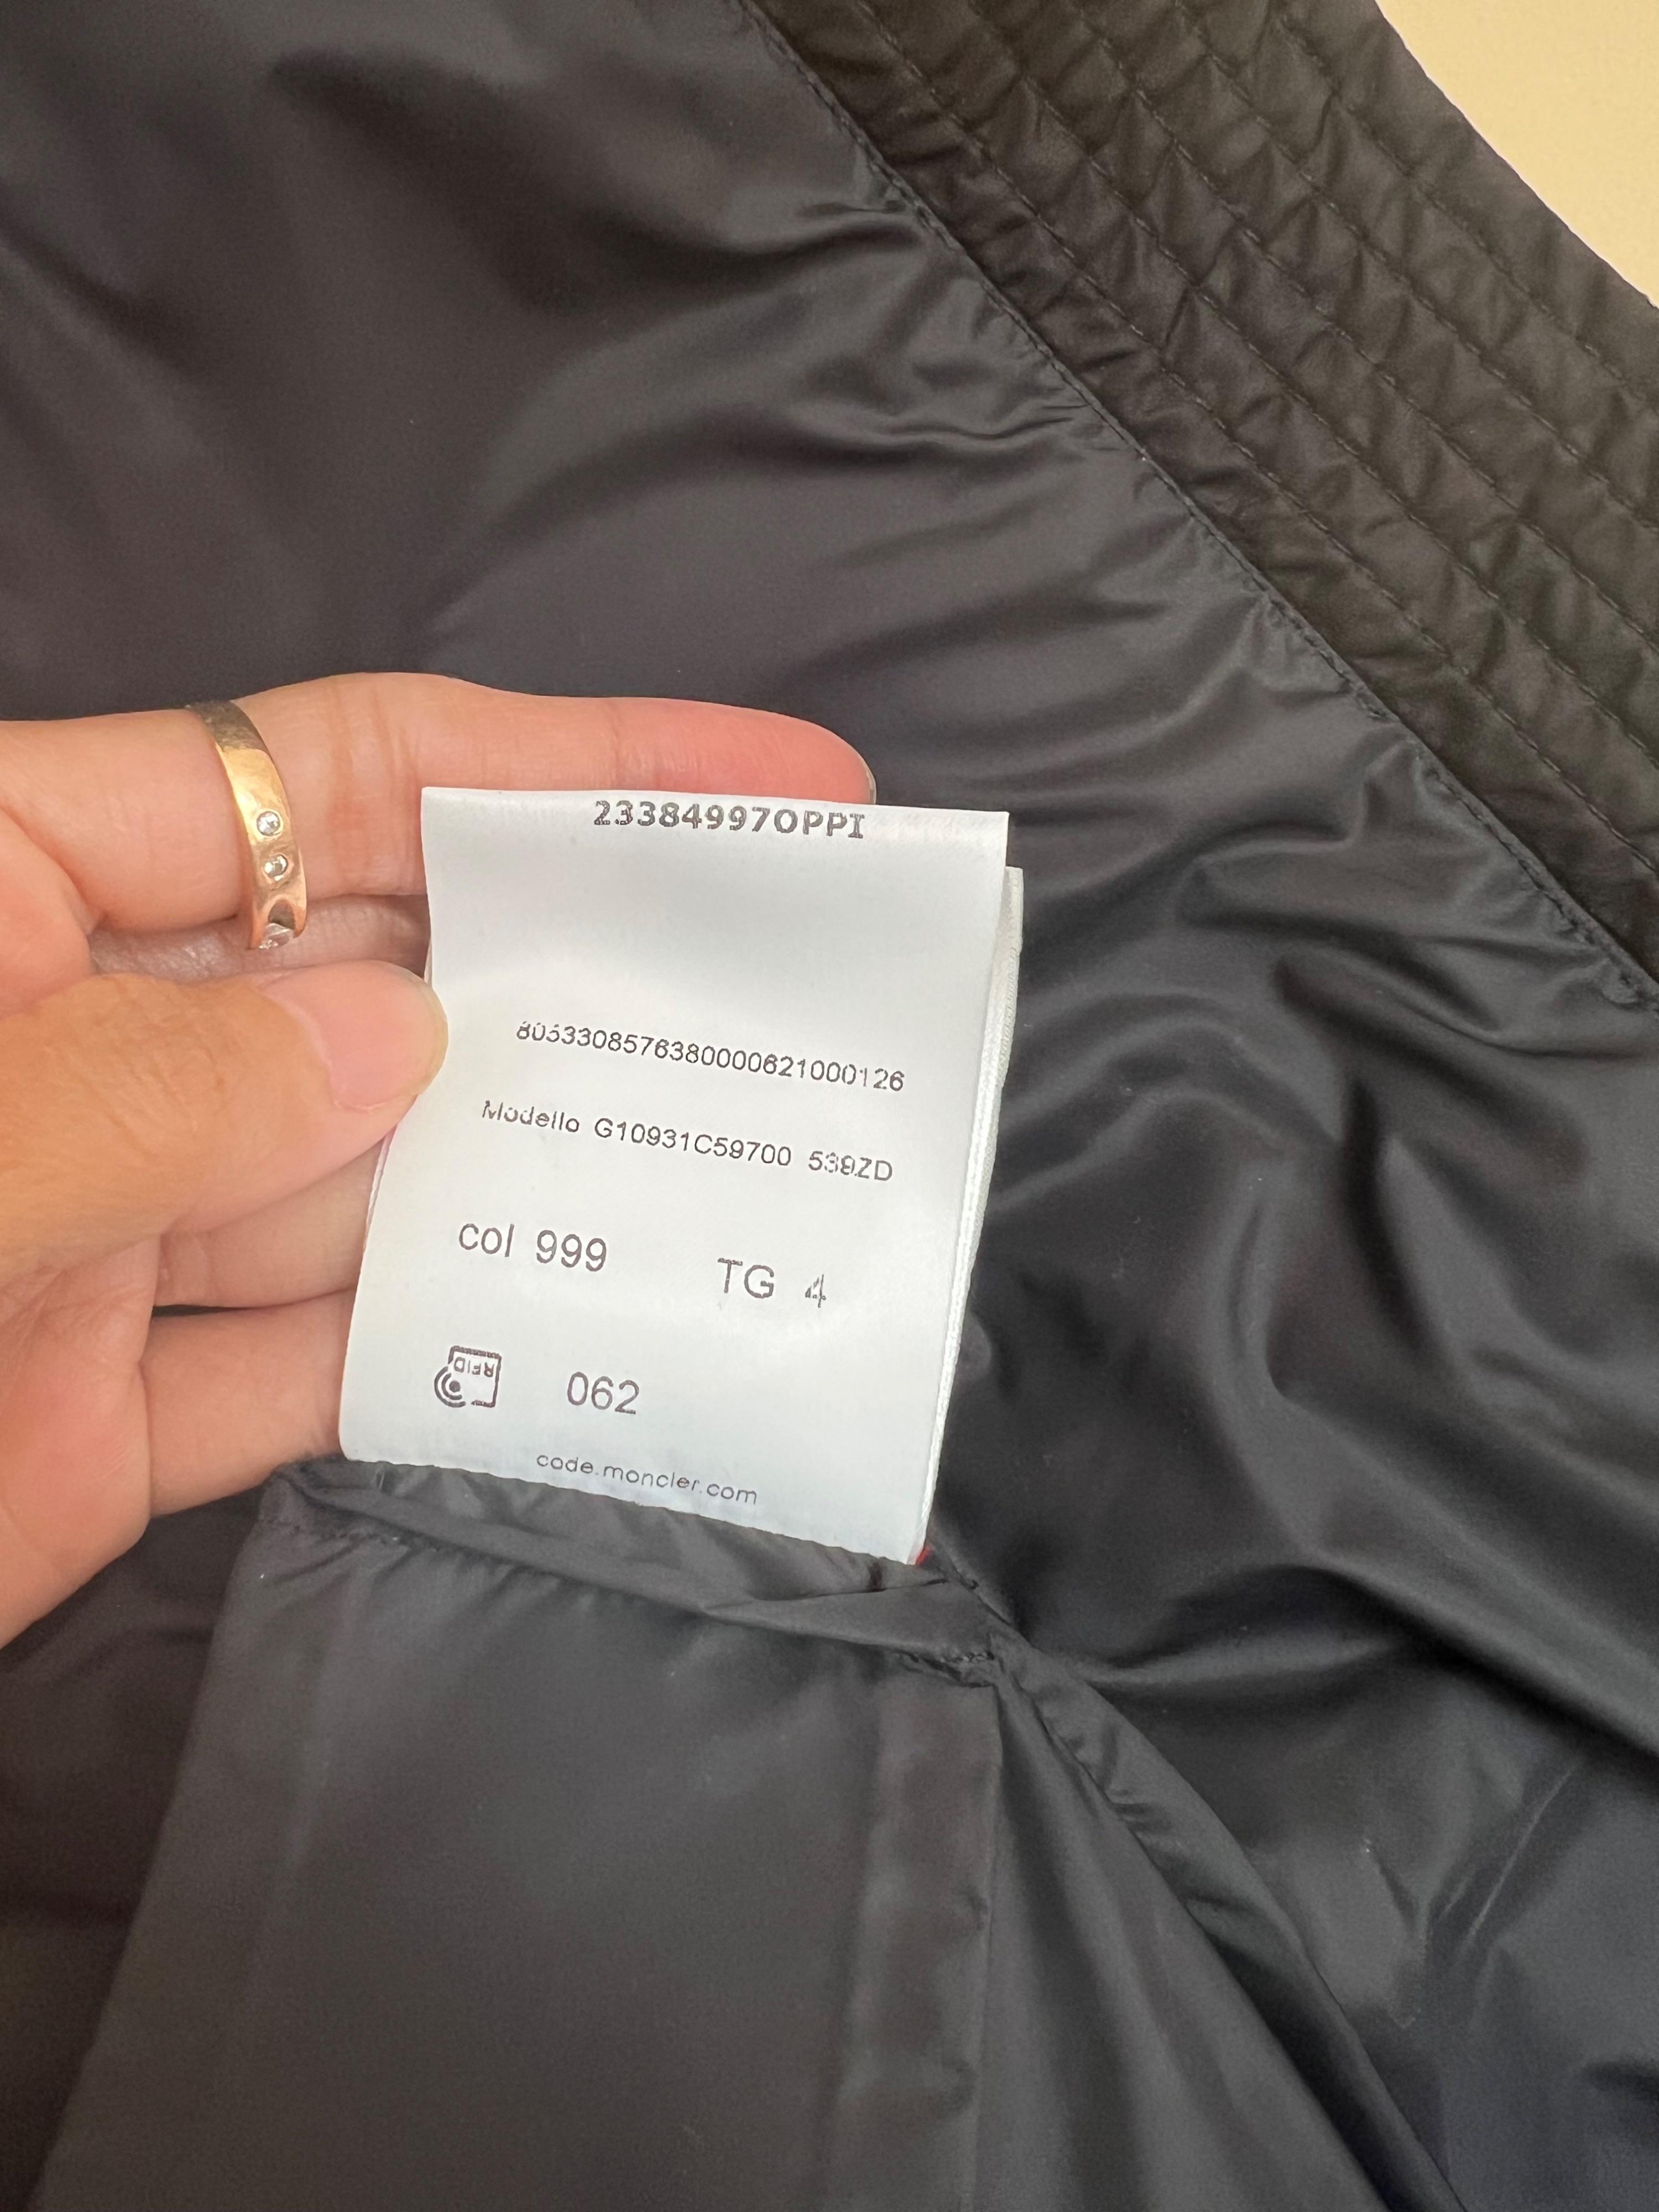 233849970PPI
8053308576380000621000126
Modello G10931C59700 539ZD
col 999 TG 4
RFID 062
code.moncler.com